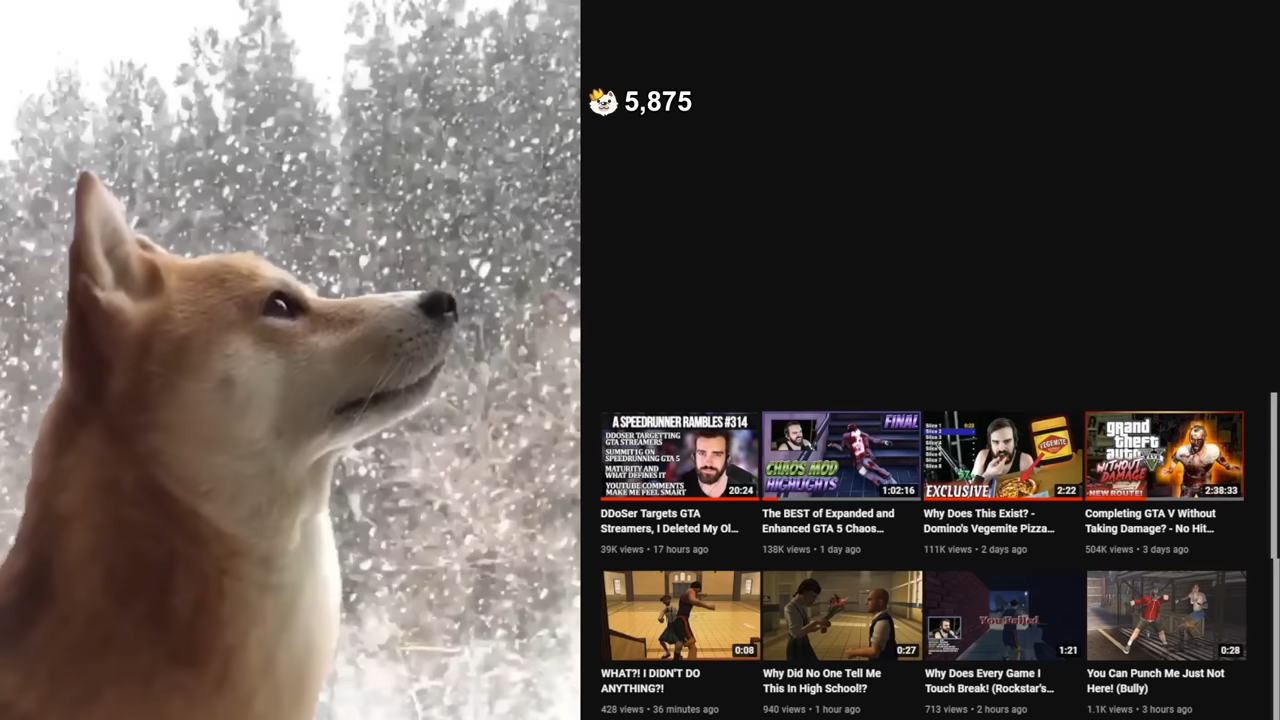 5,875
A SPEEDRUNNER RAMBLES #314
DDOSER TARGETTING
GTA STREAMERS
SUMMIT1G ON
SPEEDRUNNING GTA 5
MATURITY AND
WHAT DEFINES IT
YOUTUBE COMMENTS
MAKE ME FEEL SMART
20:24
FINAL
CHAOS MOD
HIGHLIGHTS
1:02:16
VEGEMITE
EXCLUSIVE
2:22
grand
theft
auto
WITHOUT
DAMAGE
NEW ROUTE!
2:38:33
DDoSer Targets GTA
Streamers, I Deleted My Ol...
39K views • 17 hours ago
The BEST of Expanded and
Enhanced GTA 5 Chaos...
138K views • 1 day ago
Why Does This Exist? -
Domino's Vegemite Pizza...
111K views • 2 days ago
Completing GTA V Without
Taking Damage? - No Hit...
504K views • 3 days ago
0:08
0:27
You Failed
1:21
0:28
WHAT?! I DIDN'T DO
ANYTHING?!
428 views • 36 minutes ago
Why Did No One Tell Me
This In High School!?
940 views • 1 hour ago
Why Does Every Game I
Touch Break! (Rockstar's...
713 views • 2 hours ago
You Can Punch Me Just Not
Here! (Bully)
1.1K views • 3 hours ago